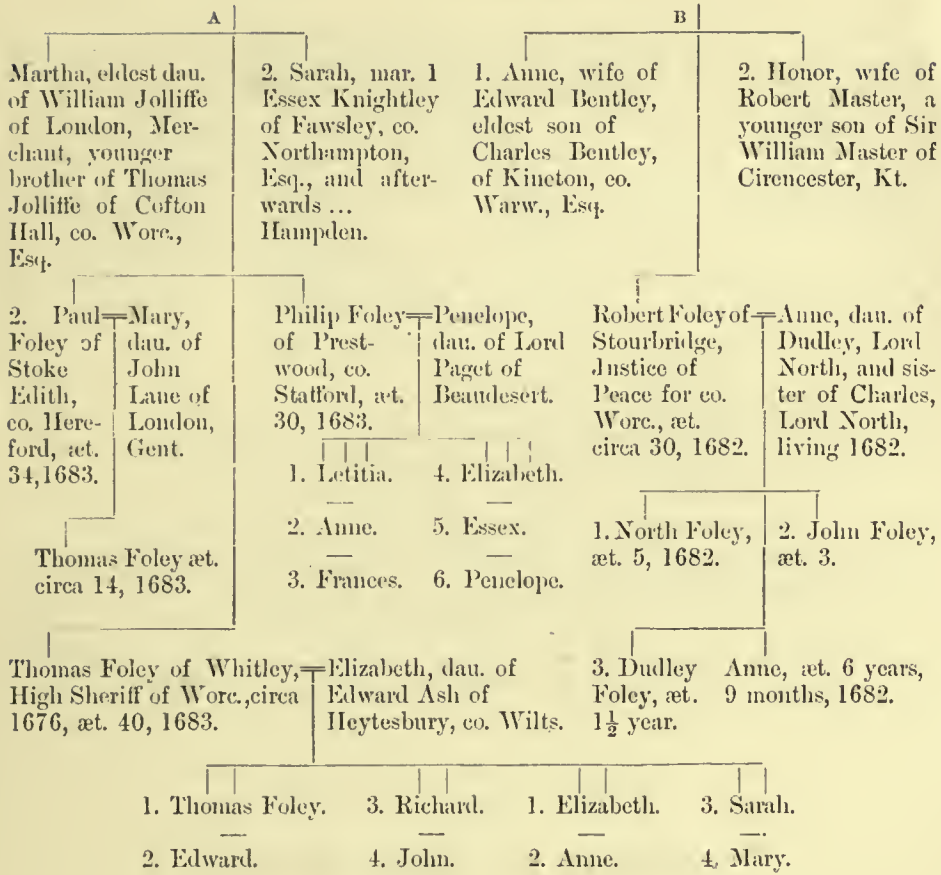 A
B
Martha, eldest dau.
of William Jolliffe
of London, Mer-
chant, younger
brother of Thomas
Jolliffe of Cofton
Hall, co. Worc.,
Esq.
2. Sarah, mar. 1
Essex Knightley
of Fawsley, co.
Northampton,
Esq., and after-
wards ...
Hampden.
1. Anne, wife of
Edward Bentley,
eldest son of
Charles Bentley,
of Kineton, co.
Warw., Esq.
2. Honor, wife of
Robert Master, a
younger son of Sir
William Master of
Cirencester, Kt.
2. Paul
Foley of
Stoke
Edith,
co. Here-
ford, æt.
34, 1683.
Mary,
dau. of
John
Lane of
London,
Gent.
Philip Foley
of Prest-
wood, co.
Stafford, æt.
30, 1683.
Penelope,
dau. of Lord
Paget of
Beaudesert.
Robert Foley of
Stourbridge,
Justice of
Peace for co.
Worc., æt.
circa 30, 1682.
Anne, dau. of
Dudley, Lord
North, and sis-
ter of Charles,
Lord North,
living 1682.
Thomas Foley æt.
circa 14, 1683.
1. Letitia.
2. Anne.
3. Frances.
4. Elizabeth.
5. Essex.
6. Penelope.
1. North Foley,
æt. 5, 1682.
2. John Foley,
æt. 3.
Thomas Foley of Whitley,
High Sheriff of Worc., circa
1676, æt. 40, 1683.
Elizabeth, dau. of
Edward Ash of
Heytesbury, co. Wilts.
3. Dudley
Foley, æt.
1½ year.
Anne, æt. 6 years,
9 months, 1682.
1. Thomas Foley.
2. Edward.
3. Richard.
4. John.
1. Elizabeth.
2. Anne.
3. Sarah.
4. Mary.